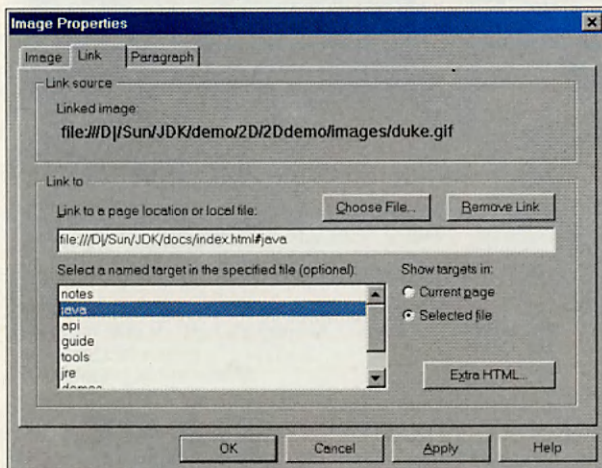 Image Properties
Image Link Paragraph
Link source
Linked image:
file:///D|/Sun/JDK/demo/2D/2Ddemo/images/duke.gif
Link to
Link to a page location or local file: Choose File... Remove Link
file:///D|/Sun/JDK/docs/index.html#java
Select a named target in the specified file (optional): Show targets in:
notes
java
api
guide
tools
jre
demos
Current page
Selected file
Extra HTML...
OK Cancel Apply Help